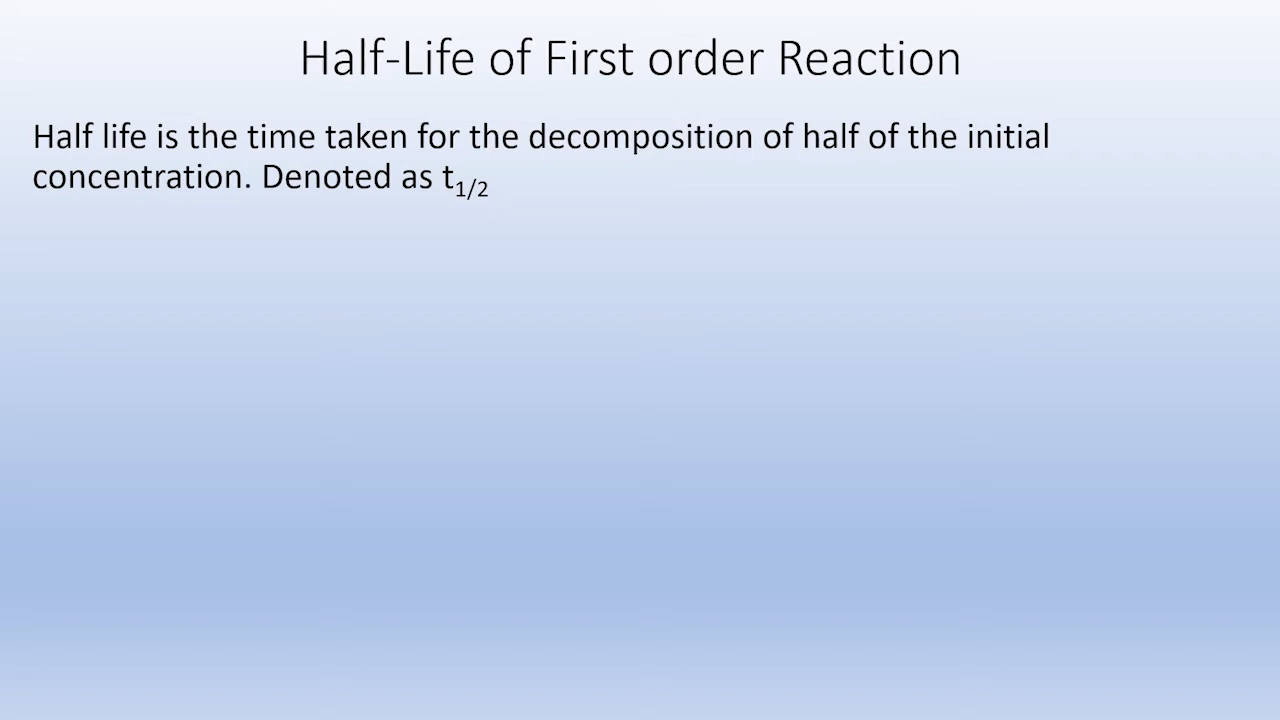 Half-Life of First order Reaction
Half life is the time taken for the decomposition of half of the initial
concentration. Denoted as t1/2